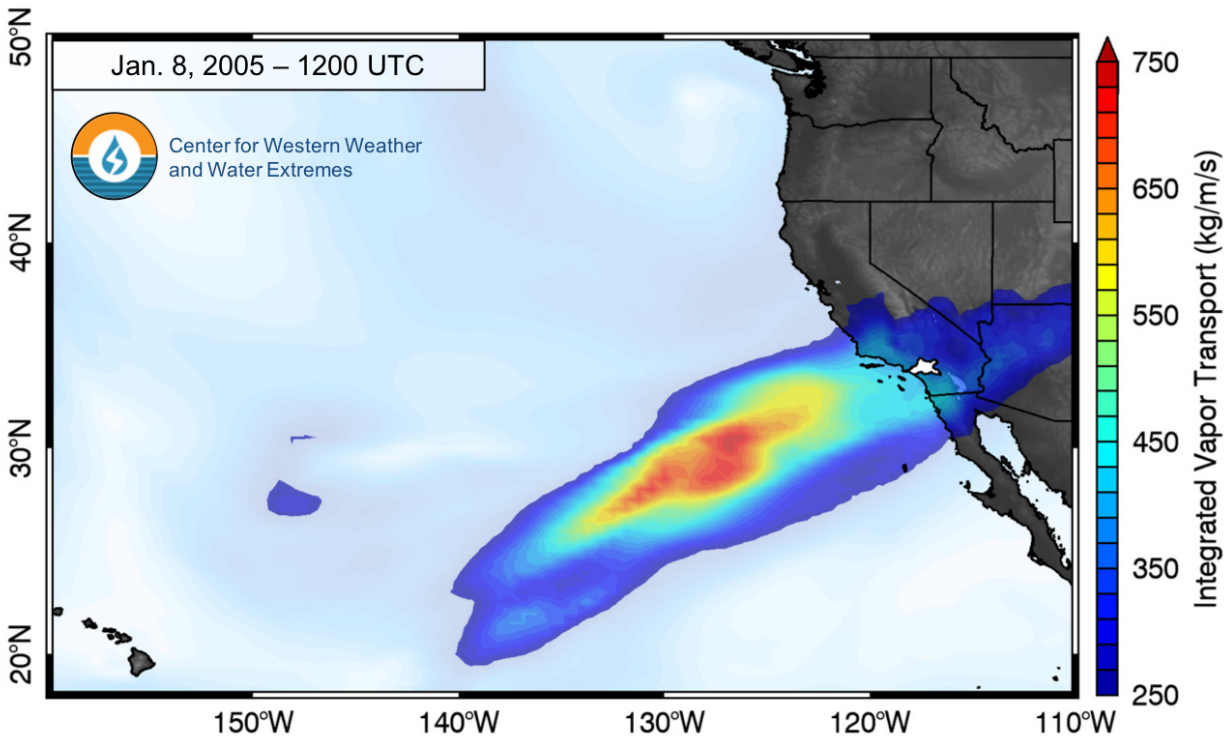 Jan. 8, 2005 – 1200 UTC
Center for Western Weather
and Water Extremes
50°N
40°N
30°N
20°N
150°W
140°W
130°W
120°W
110°W
750
650
550
450
350
250
Integrated Vapor Transport (kg/m/s)